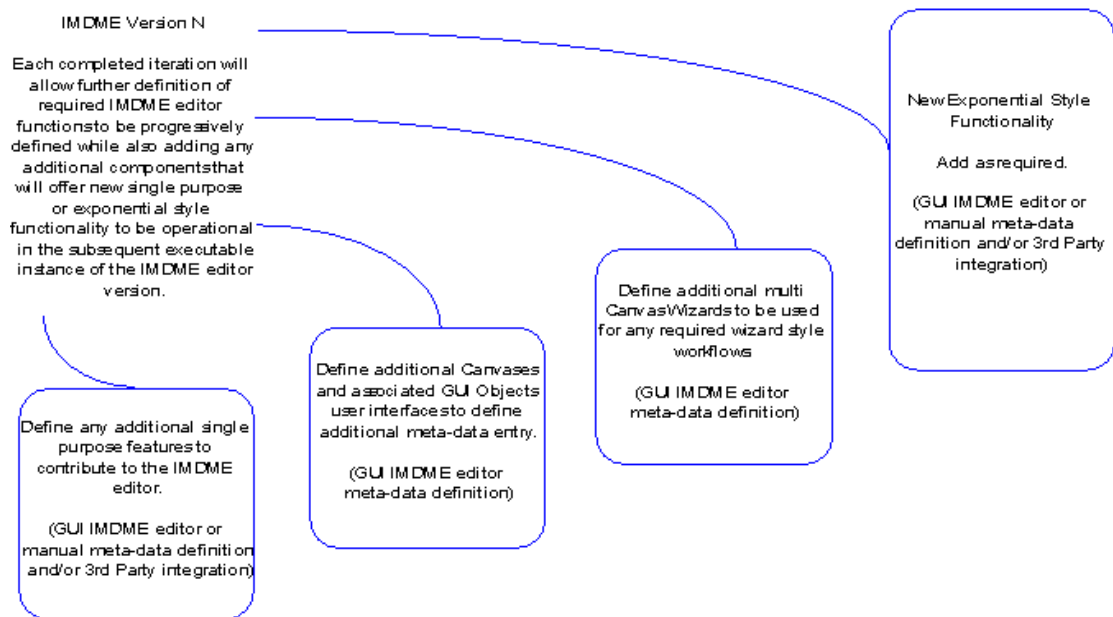 IMDME Version N
Each completed iteration will
allow further definition of
required IMDME editor
functions to be progressively
defined while also adding any
additional components that
will offer new single purpose
or exponential style
functionality to be operational
in the subsequent executable
instance of the IMDME editor
version.
Define any additional single
purpose features to
contribute to the IMDME
editor.
(GUI IMDME editor or
manual meta-data definition
and/or 3rd Party integration)
Define additional Canvases
and associated GUI Objects
user interfaces to define
additional meta-data entry.
(GUI IMDME editor
meta-data definition)
Define additional multi
Canvas Wizards to be used
for any required wizard style
workflows
(GUI IMDME editor
meta-data definition)
New Exponential Style
Functionality
Add as required.
(GUI IMDME editor or
manual meta-data
definition and/or 3rd Party
integration)